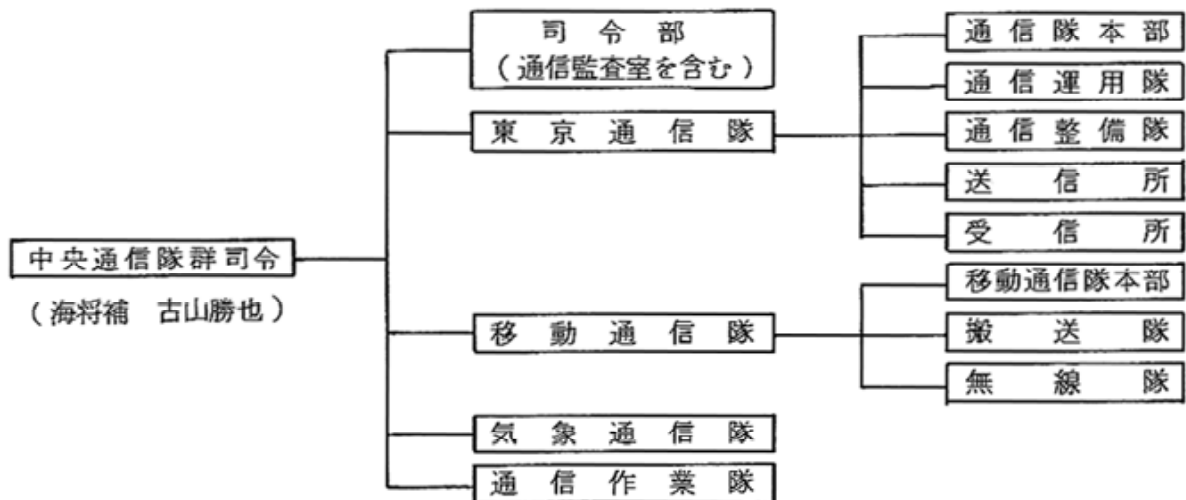 中央通信隊群司令
(海将補 古山勝也)
司令部
(通信監査室を含む)
東京通信隊
通信隊本部
通信運用隊
通信整備隊
送信所
受信所
移動通信隊
移動通信隊本部
搬送隊
無線隊
気象通信隊
通信作業隊